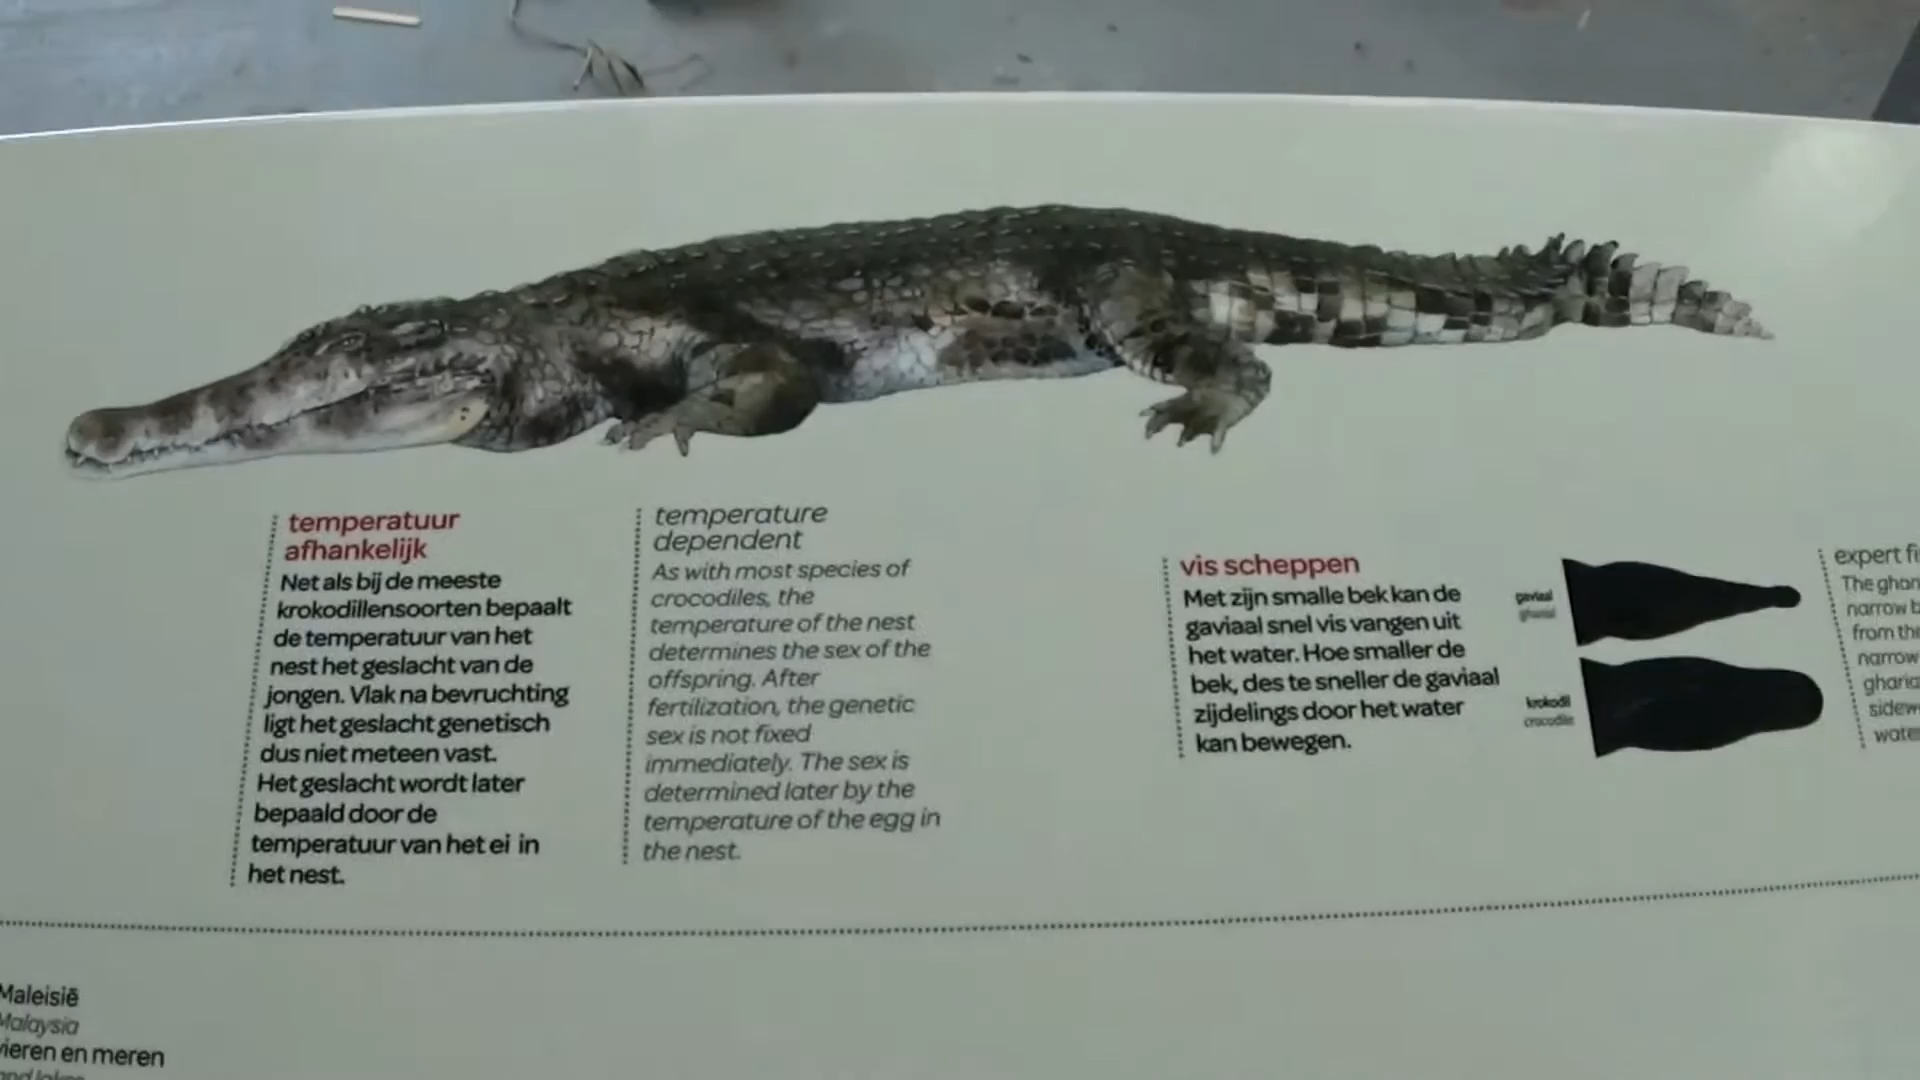 temperatuur
afhankelijk
Net als bij de meeste
krokodillensoorten bepaalt
de temperatuur van het
nest het geslacht van de
jongen. Vlak na bevruchting
ligt het geslacht genetisch
dus niet meteen vast.
Het geslacht wordt later
bepaald door de
temperatuur van het ei in
het nest.
temperature
dependent
As with most species of
crocodiles, the
temperature of the nest
determines the sex of the
offspring. After
fertilization, the genetic
sex is not fixed
immediately. The sex is
determined later by the
temperature of the egg in
the nest.
vis scheppen
Met zijn smalle bek kan de
gaviaal snel vis vangen uit
het water. Hoe smaller de
bek, des te sneller de gaviaal
zijdelings door het water
kan bewegen.
gaviaal
gharial
krokodil
crocodile
expert
The
narrow
from
narrow
Maleisië
Malaysia
en meren